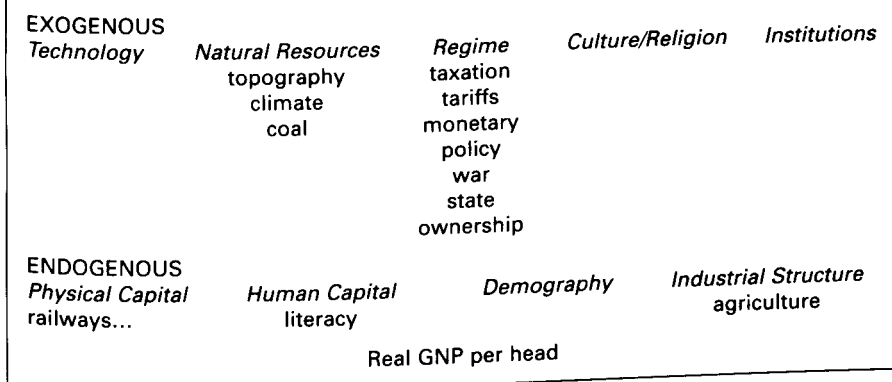 EXOGENOUS
Technology Natural Resources Regime Culture/Religion Institutions
topography taxation
climate tariffs
coal monetary
policy
war
state
ownership
ENDOGENOUS
Physical Capital Human Capital Demography Industrial Structure
railways... literacy agriculture
Real GNP per head